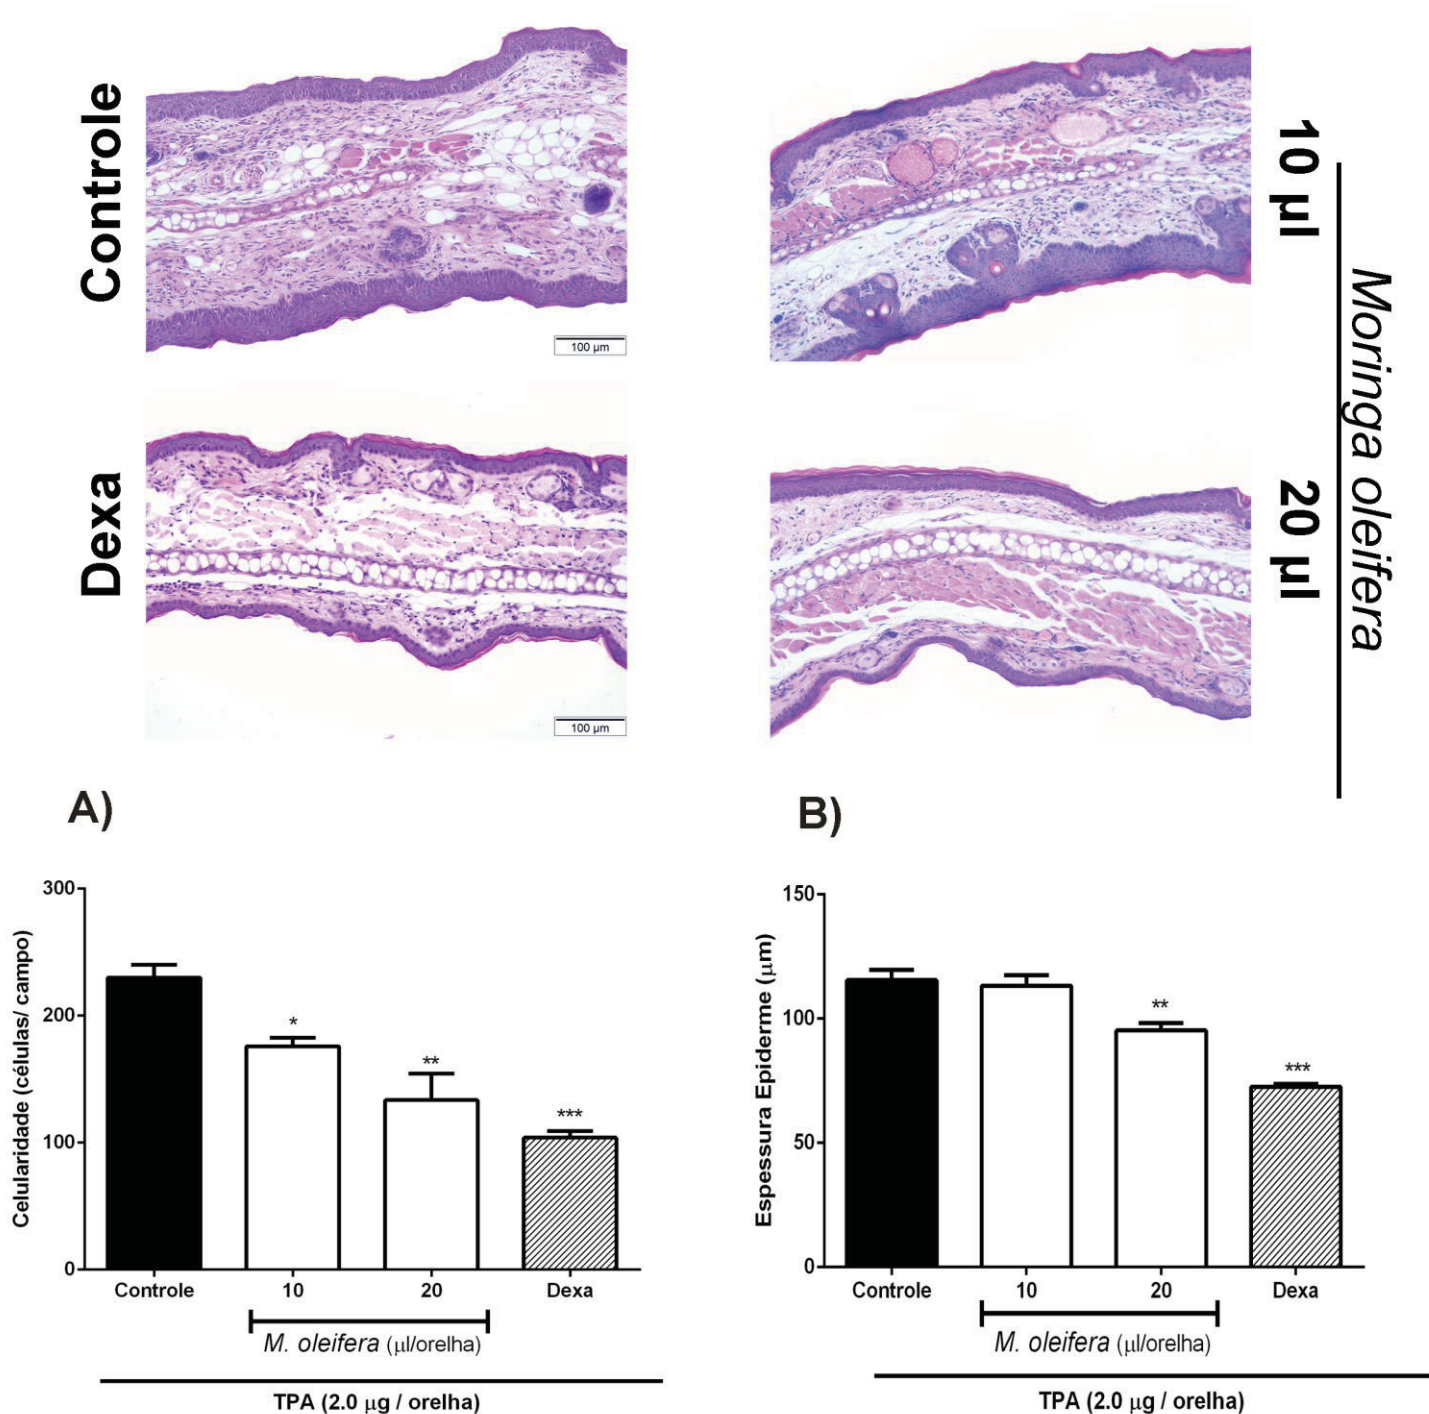 Controle
10 µl
100 µm
Moringa oleifera
Dexa
20 µl
100 µm
A)
B)
300
200
100
0
Celularidade (células/ campo)
*
**
***
Controle
10
20
Dexa
M. oleifera (µl/orelha)
TPA (2.0 µg / orelha)
150
100
50
0
Espessura Epiderme (µm)
**
***
Controle
10
20
Dexa
M. oleifera (µl/orelha)
TPA (2.0 µg / orelha)